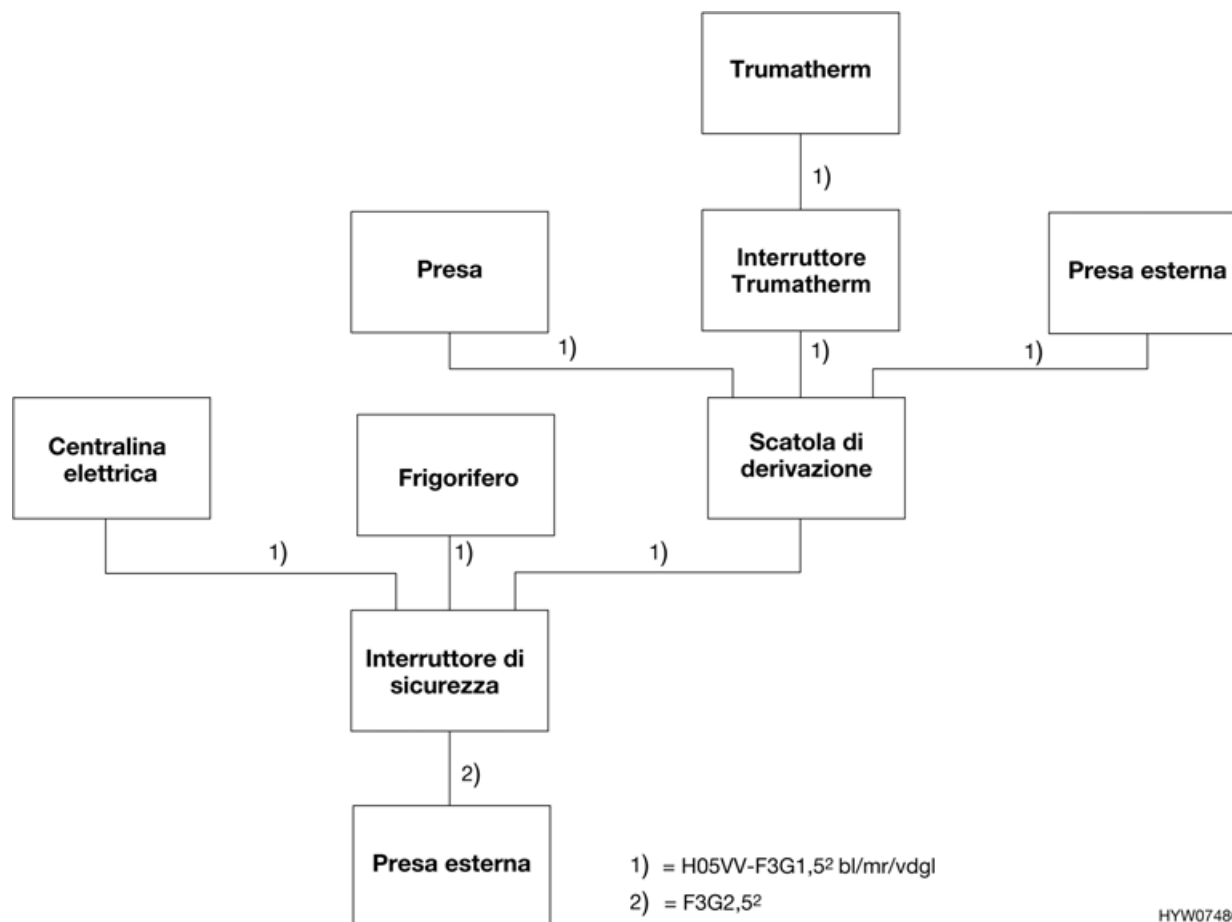 Trumatherm
1)
Presa
Interruttore
Trumatherm
Presa esterna
1)
1)
1)
Centralina
elettrica
Frigorifero
Scatola di
derivazione
1)
1)
1)
Interruttore di
sicurezza
2)
Presa esterna
1) = H05VV-F3G1,5² bl/mr/vdgl
2) = F3G2,5²
HYW0748